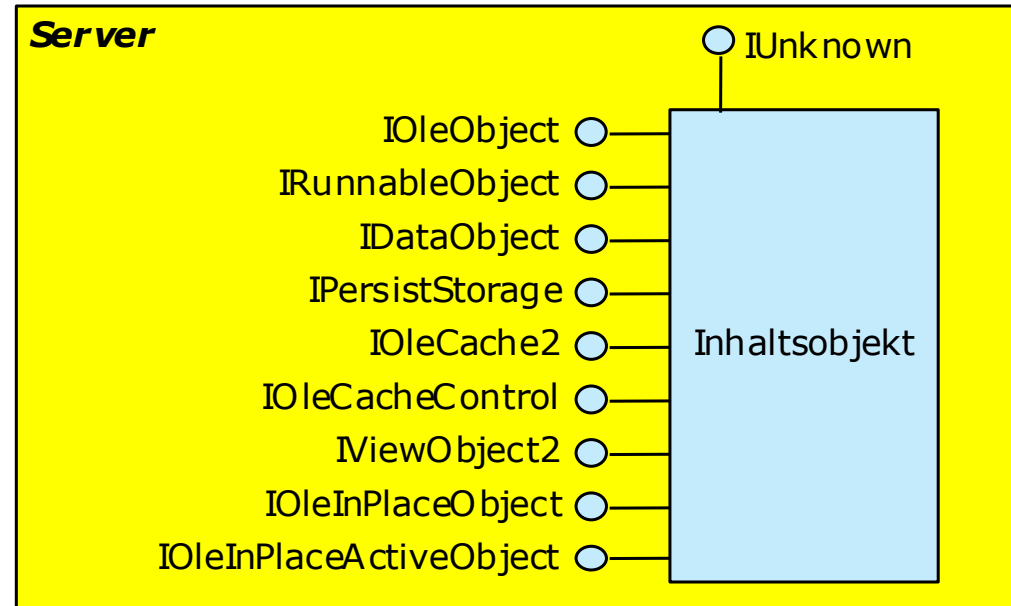 Server
IUnknown
IOleObject
IRunnableObject
IDataObject
IPersistStorage
IOleCache2
Inhaltsobjekt
IOleCacheControl
IViewObject2
IOleInPlaceObject
IOleInPlaceActiveObject